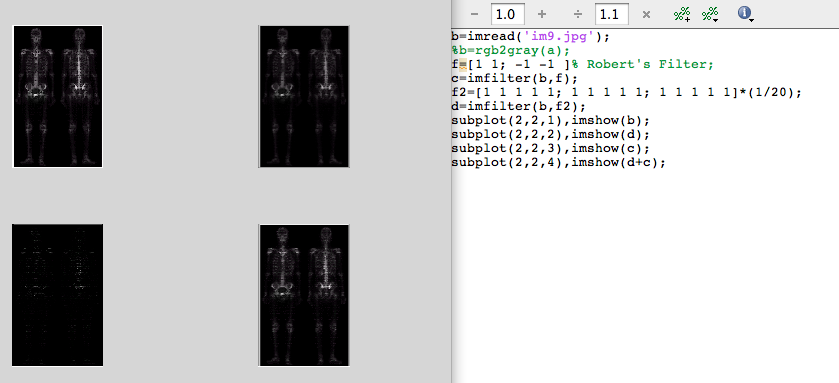 − 1.0 + ÷ 1.1 ×
b=imread('im9.jpg');
%b=rgb2gray(a);
f=[1 1; -1 -1 ]% Robert's Filter;
c=imfilter(b,f);
f2=[1 1 1 1 1; 1 1 1 1 1; 1 1 1 1 1]*(1/20);
d=imfilter(b,f2);
subplot(2,2,1),imshow(b);
subplot(2,2,2),imshow(d);
subplot(2,2,3),imshow(c);
subplot(2,2,4),imshow(d+c);